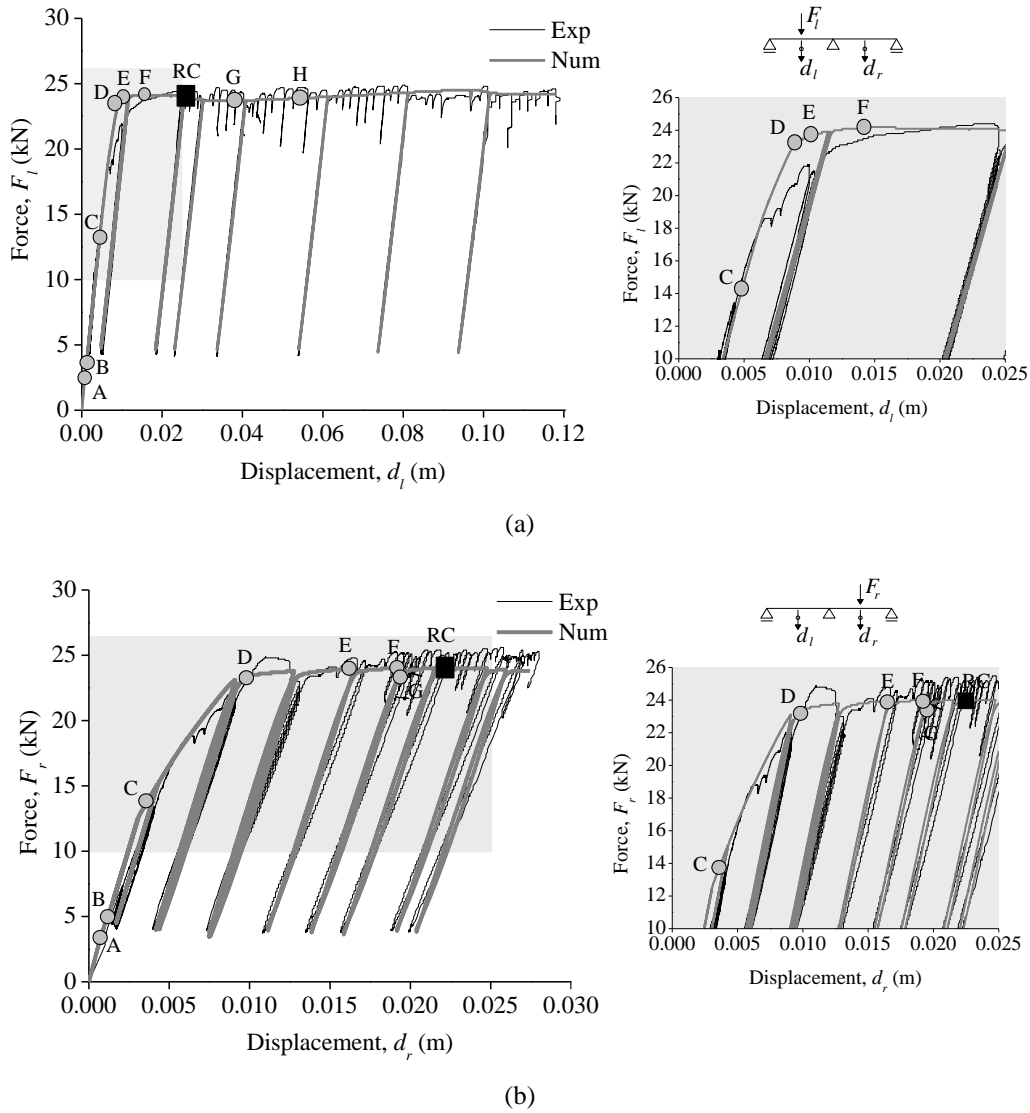 30
25
20
15
10
5
0
Force, F_l (kN)
D
E
F
RC
G
H
C
B
A
Exp
Num
0.00
0.02
0.04
0.06
0.08
0.10
0.12
Displacement, d_l (m)
F_l
d_l
d_r
26
24
22
20
18
16
14
12
10
Force, F_l (kN)
D
E
F
C
0.000
0.005
0.010
0.015
0.020
0.025
Displacement, d_l (m)
(a)
30
25
20
15
10
5
0
Force, F_r (kN)
D
E
F
RC
G
C
B
A
Exp
Num
0.000
0.005
0.010
0.015
0.020
0.025
0.030
Displacement, d_r (m)
F_r
d_l
d_r
26
24
22
20
18
16
14
12
10
Force, F_r (kN)
D
E
F
RC
G
C
0.000
0.005
0.010
0.015
0.020
0.025
Displacement, d_r (m)
(b)